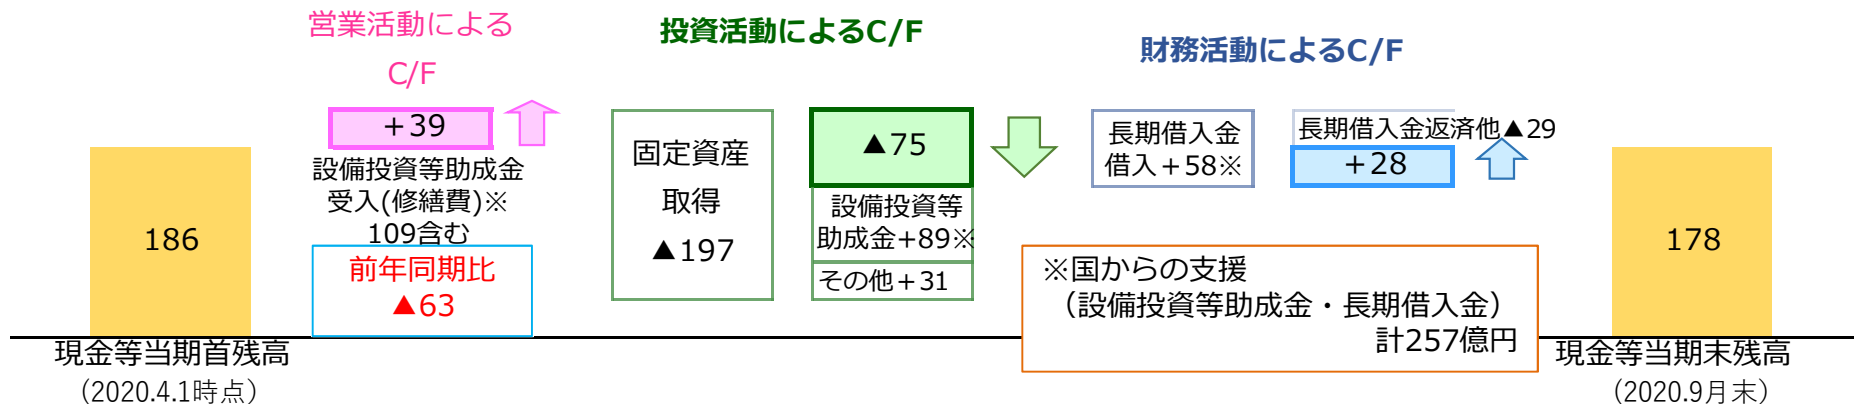 営業活動による
C/F
投資活動によるC/F
財務活動によるC/F
+39
設備投資等助成金
受入(修繕費)※
109含む
前年同期比
▲63
固定資産
取得
▲197
▲75
設備投資等
助成金+89※
その他+31
長期借入金
借入+58※
長期借入金返済他▲29
+28
※国からの支援
（設備投資等助成金・長期借入金）
計257億円
186
現金等当期首残高
（2020.4.1時点）
178
現金等当期末残高
（2020.9月末）